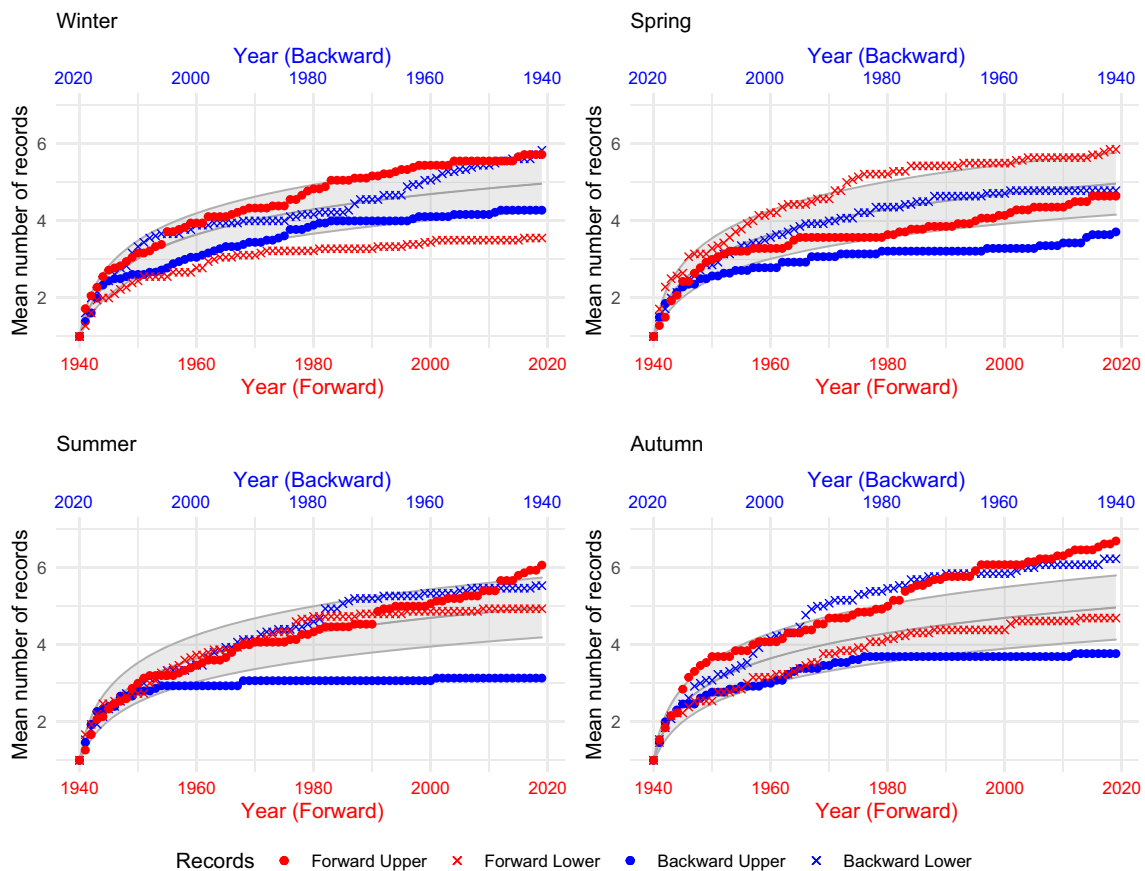 Winter
Year (Backward)
2020 2000 1980 1960 1940
Mean number of records
6
4
2
1940 1960 1980 2000 2020
Year (Forward)
Spring
Year (Backward)
2020 2000 1980 1960 1940
Mean number of records
6
4
2
1940 1960 1980 2000 2020
Year (Forward)
Summer
Year (Backward)
2020 2000 1980 1960 1940
Mean number of records
6
4
2
1940 1960 1980 2000 2020
Year (Forward)
Autumn
Year (Backward)
2020 2000 1980 1960 1940
Mean number of records
6
4
2
1940 1960 1980 2000 2020
Year (Forward)
Records Forward Upper Forward Lower Backward Upper Backward Lower